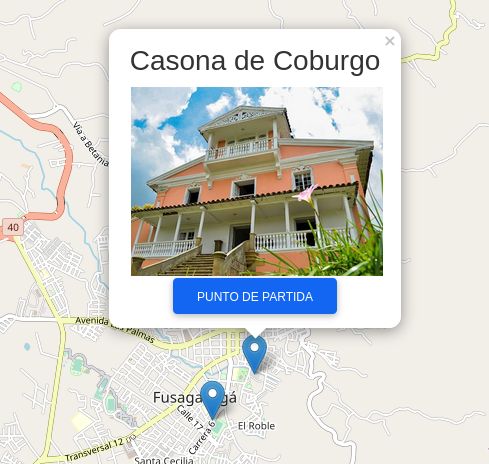 Casona de Coburgo
×
Vía a Betania
40
PUNTO DE PARTIDA
Avenida Las Palmas
Calle 17
Carrera 6
El Roble
Transversal 12
Santa Cecilia